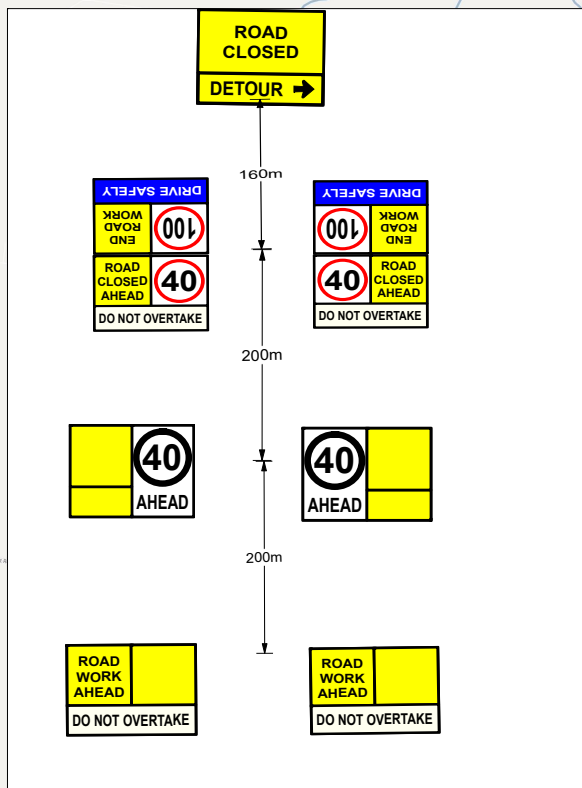 ROAD
CLOSED
DETOUR
160m
DRIVE SAFELY
END
ROAD
WORK
100
DRIVE SAFELY
100
END
ROAD
WORK
ROAD
CLOSED
AHEAD
40
DO NOT OVERTAKE
40
ROAD
CLOSED
AHEAD
DO NOT OVERTAKE
200m
40
AHEAD
40
AHEAD
200m
ROAD
WORK
AHEAD
DO NOT OVERTAKE
ROAD
WORK
AHEAD
DO NOT OVERTAKE